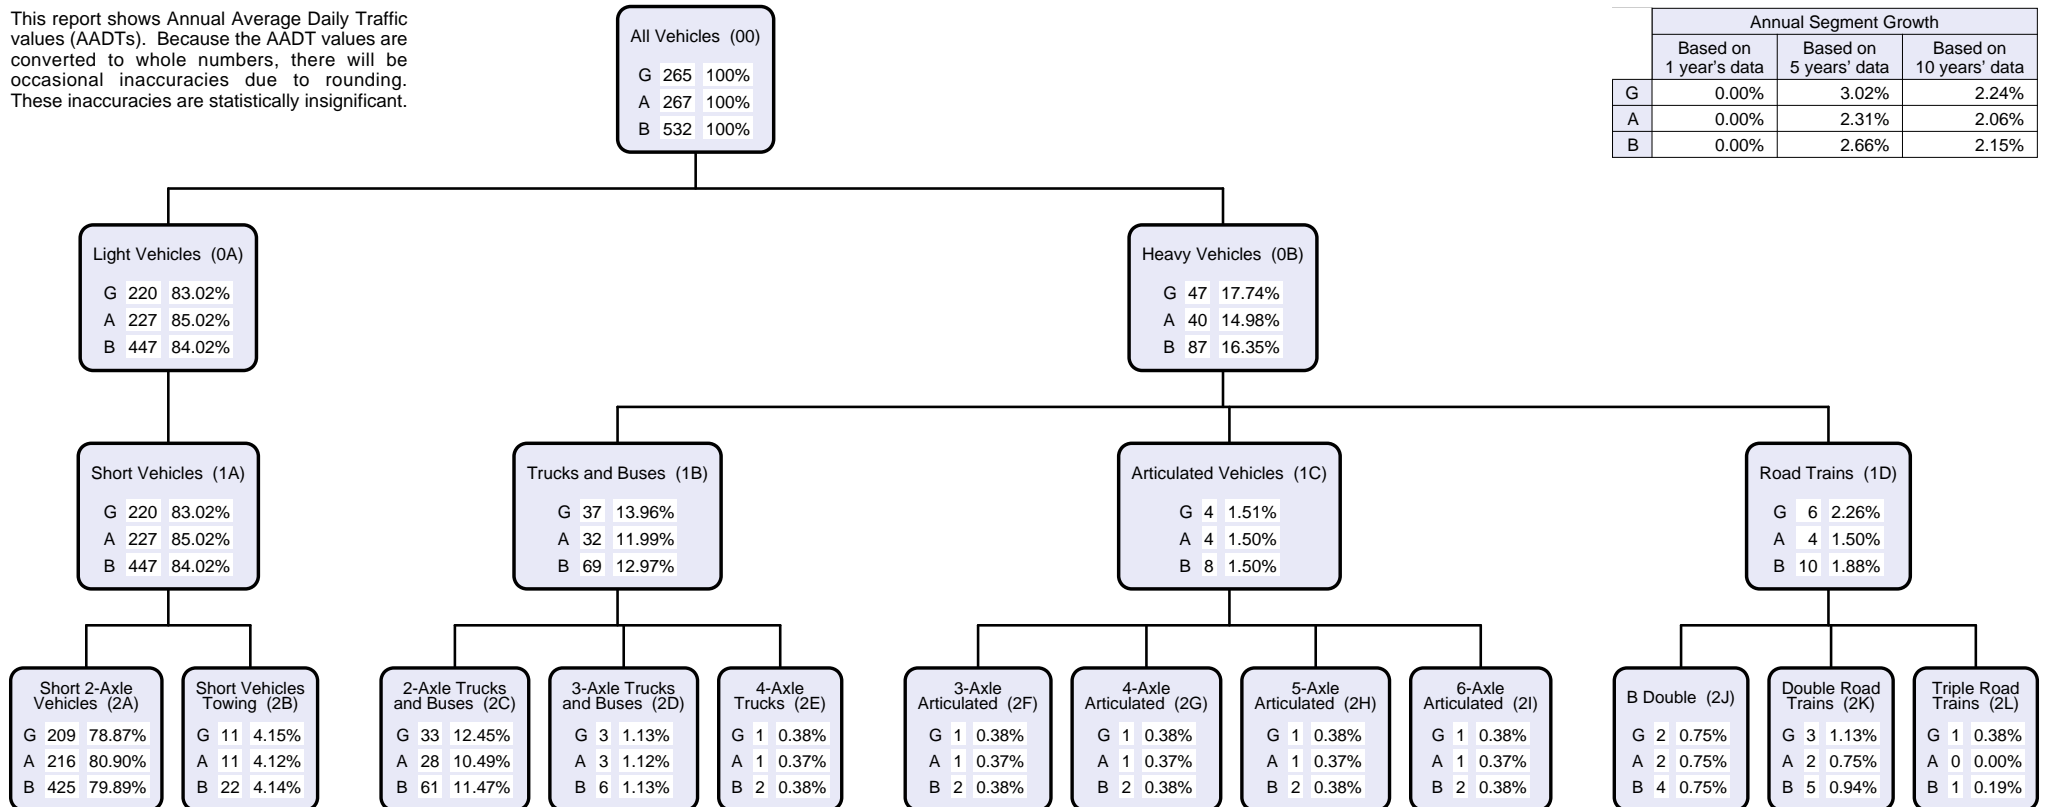 This report shows Annual Average Daily Traffic
values (AADTs). Because the AADT values are
converted to whole numbers, there will be
occasional inaccuracies due to rounding.
These inaccuracies are statistically insignificant.
All Vehicles (00)
G 265 100%
A 267 100%
B 532 100%
Annual Segment Growth
Based on 1 year's data
Based on 5 years' data
Based on 10 years' data
G 0.00% 3.02% 2.24%
A 0.00% 2.31% 2.06%
B 0.00% 2.66% 2.15%
Light Vehicles (0A)
G 220 83.02%
A 227 85.02%
B 447 84.02%
Heavy Vehicles (0B)
G 47 17.74%
A 40 14.98%
B 87 16.35%
Short Vehicles (1A)
G 220 83.02%
A 227 85.02%
B 447 84.02%
Trucks and Buses (1B)
G 37 13.96%
A 32 11.99%
B 69 12.97%
Articulated Vehicles (1C)
G 4 1.51%
A 4 1.50%
B 8 1.50%
Road Trains (1D)
G 6 2.26%
A 4 1.50%
B 10 1.88%
Short 2-Axle
Vehicles (2A)
G 209 78.87%
A 216 80.90%
B 425 79.89%
Short Vehicles
Towing (2B)
G 11 4.15%
A 11 4.12%
B 22 4.14%
2-Axle Trucks
and Buses (2C)
G 33 12.45%
A 28 10.49%
B 61 11.47%
3-Axle Trucks
and Buses (2D)
G 3 1.13%
A 3 1.12%
B 6 1.13%
4-Axle
Trucks (2E)
G 1 0.38%
A 1 0.37%
B 2 0.38%
3-Axle
Articulated (2F)
G 1 0.38%
A 1 0.37%
B 2 0.38%
4-Axle
Articulated (2G)
G 1 0.38%
A 1 0.37%
B 2 0.38%
5-Axle
Articulated (2H)
G 1 0.38%
A 1 0.37%
B 2 0.38%
6-Axle
Articulated (2I)
G 1 0.38%
A 1 0.37%
B 2 0.38%
B Double (2J)
G 2 0.75%
A 2 0.75%
B 4 0.75%
Double Road
Trains (2K)
G 3 1.13%
A 2 0.75%
B 5 0.94%
Triple Road
Trains (2L)
G 1 0.38%
A 0 0.00%
B 1 0.19%